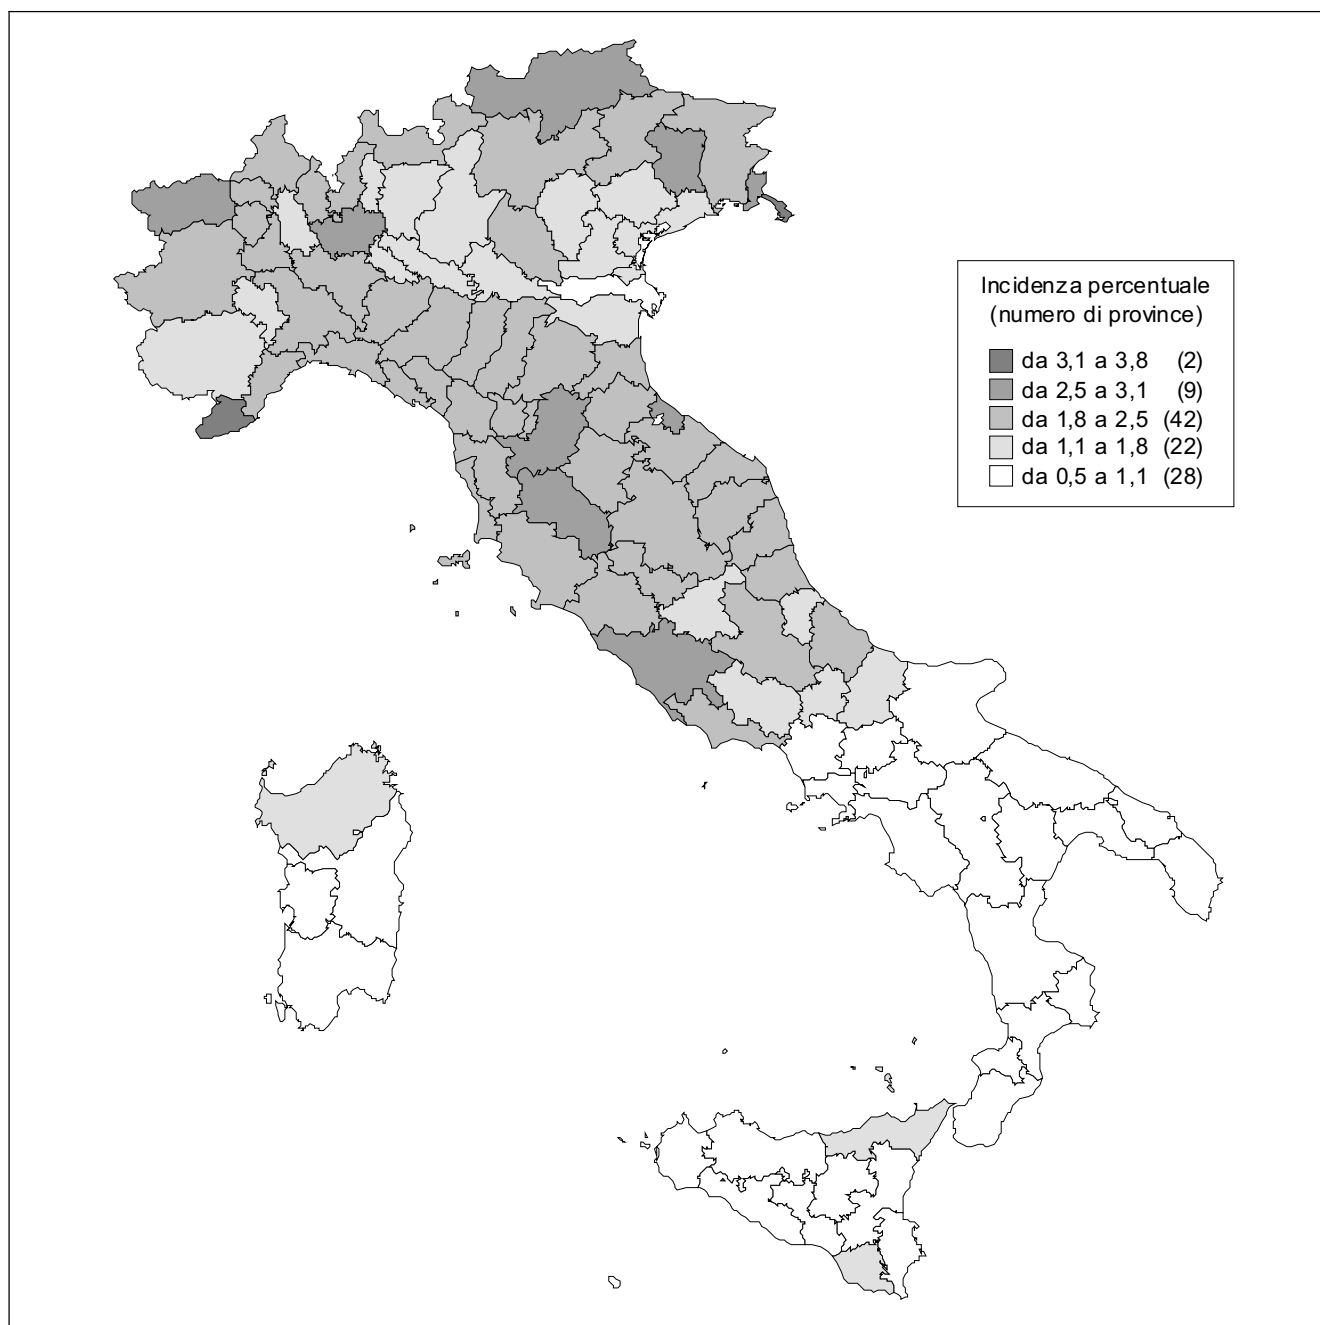 Incidenza percentuale
(numero di province)
da 3,1 a 3,8 (2)
da 2,5 a 3,1 (9)
da 1,8 a 2,5 (42)
da 1,1 a 1,8 (22)
da 0,5 a 1,1 (28)